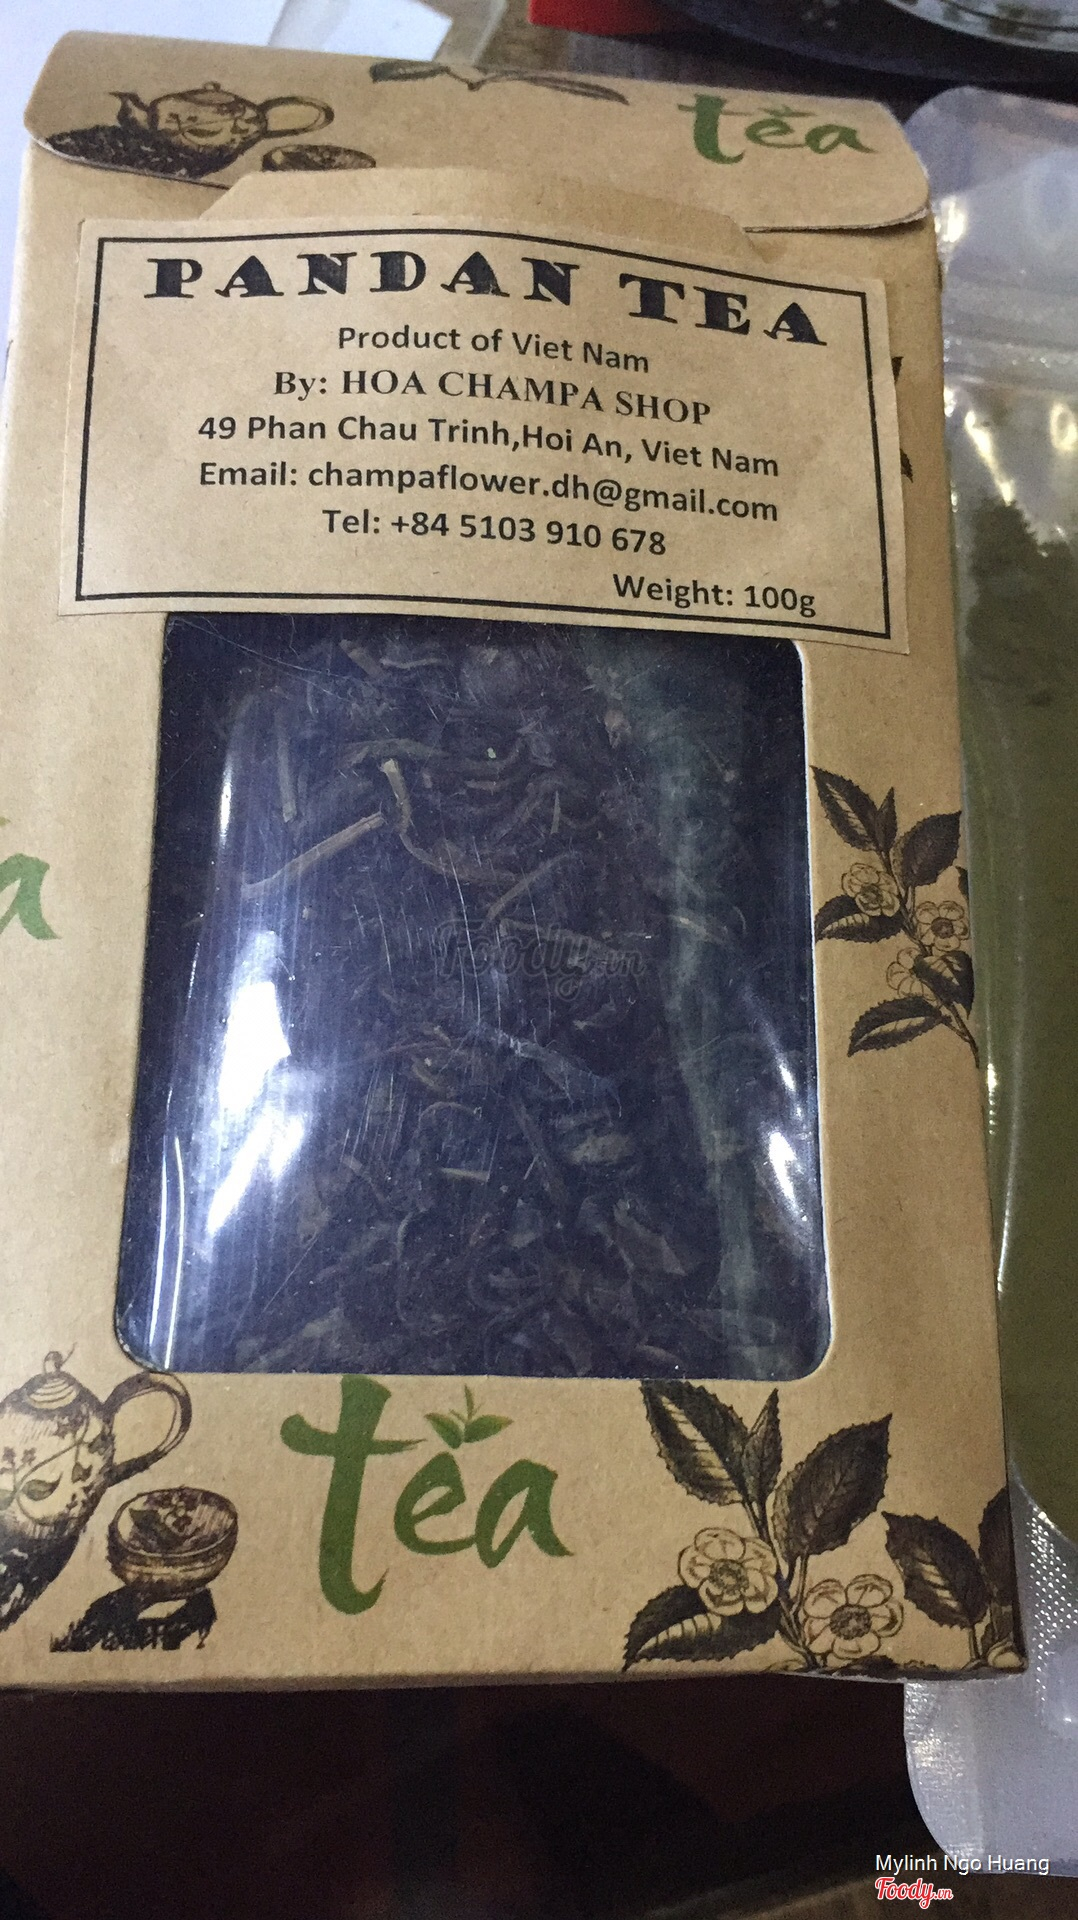 tea
PANDAN TEA
Product of Viet Nam
By: HOA CHAMPA SHOP
49 Phan Chau Trinh,Hoi An, Viet Nam
Email: champaflower.dh@gmail.com
Tel: +84 5103 910 678
Weight: 100g
a
Foody.vn
tea
Mylinh Ngo Huang
Foody.vn